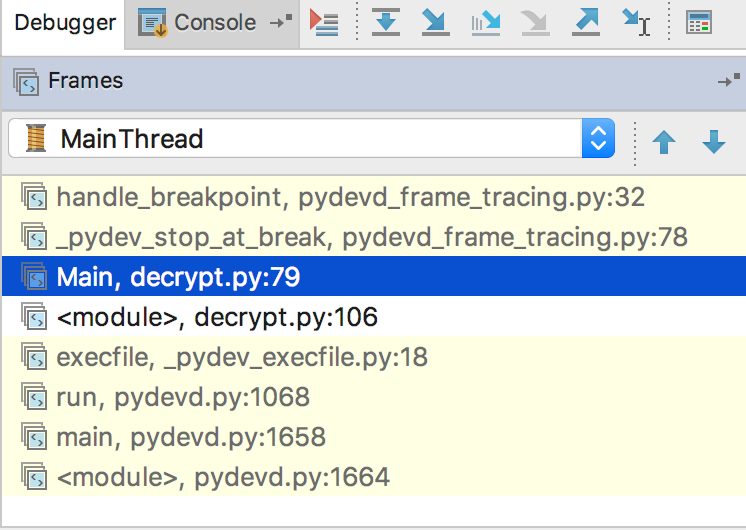 Debugger
Console
Frames
MainThread
handle_breakpoint, pydevd_frame_tracing.py:32
_pydev_stop_at_break, pydevd_frame_tracing.py:78
Main, decrypt.py:79
<module>, decrypt.py:106
execfile, _pydev_execfile.py:18
run, pydevd.py:1068
main, pydevd.py:1658
<module>, pydevd.py:1664